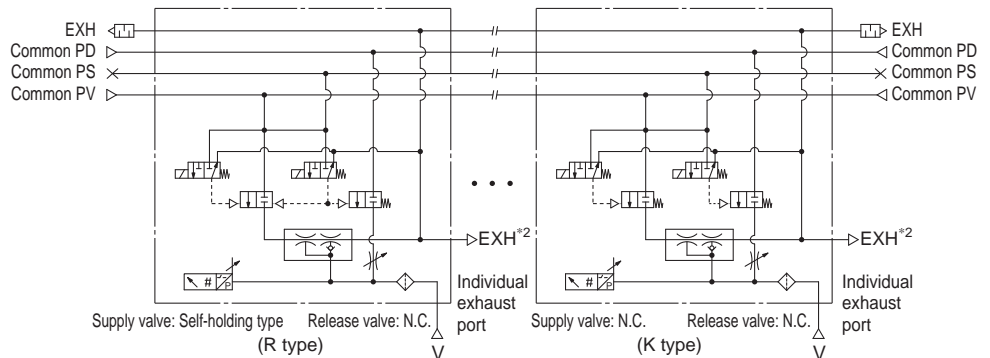 EXH
Common PD
Common PS
Common PV
EXH
Common PD
Common PS
Common PV
• • •
EXH*2
EXH*2
# P
# P
Individual
exhaust
port
Individual
exhaust
port
Supply valve: Self-holding type
Release valve: N.C.
(R type)
V
Supply valve: N.C.
Release valve: N.C.
(K type)
V